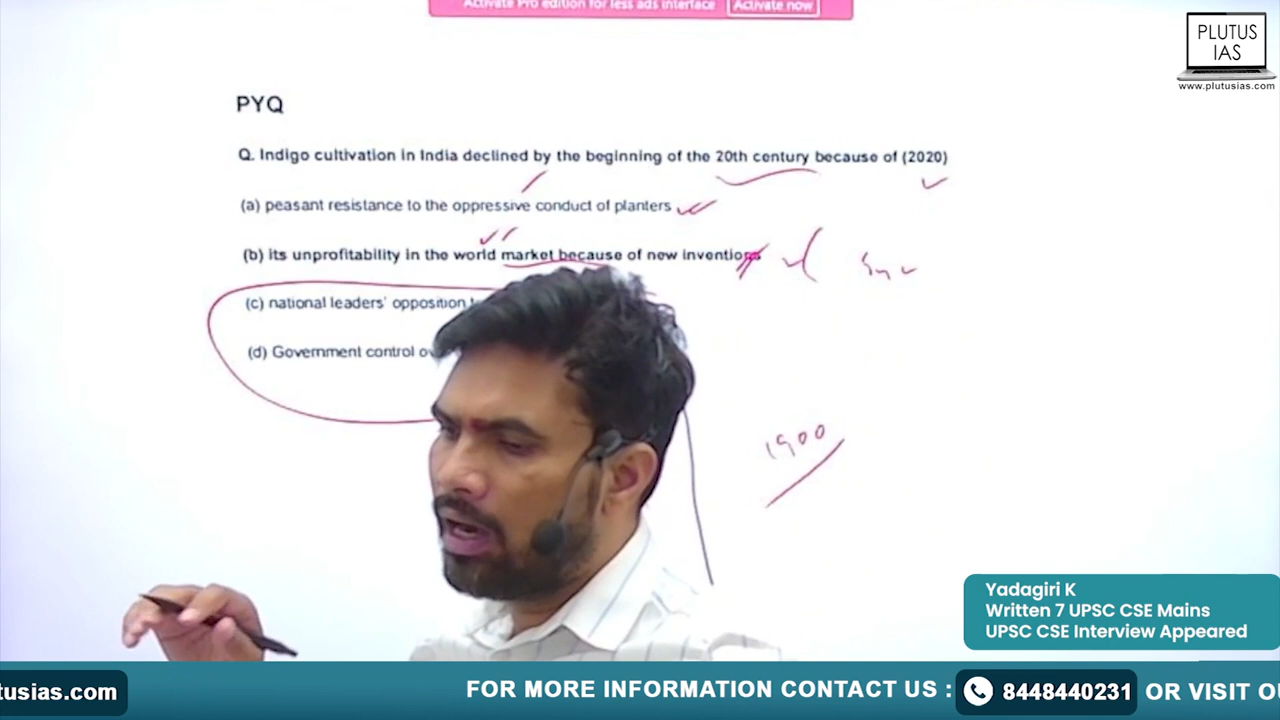 Activate Pro edition for less ads interface Activate now
PLUTUS
IAS
www.plutusias.com
PYQ
Q. Indigo cultivation in India declined by the beginning of the 20th century because of (2020)
(a) peasant resistance to the oppressive conduct of planters
(b) its unprofitability in the world market because of new inventions
(c) national leaders' opposition
(d) Government control
1900
Yadagiri K
Written 7 UPSC CSE Mains
UPSC CSE Interview Appeared
tusias.com FOR MORE INFORMATION CONTACT US : 8448440231 OR VISIT